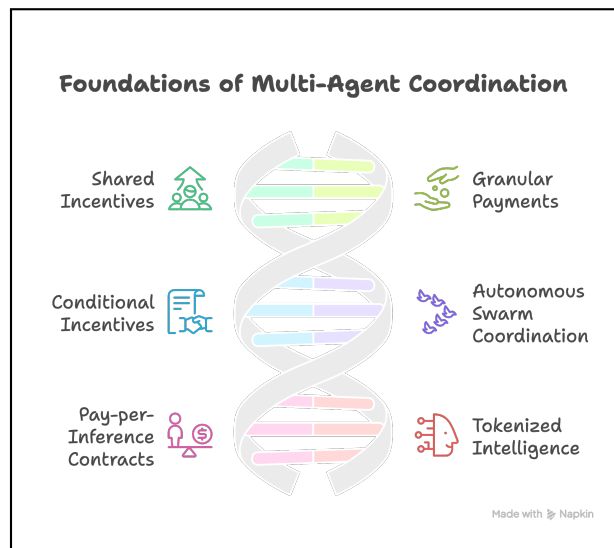 Foundations of Multi-Agent Coordination
Shared
Incentives
Granular
Payments
Conditional
Incentives
Autonomous
Swarm
Coordination
Pay-per-
Inference
Contracts
$
Tokenized
Intelligence
Made with Napkin